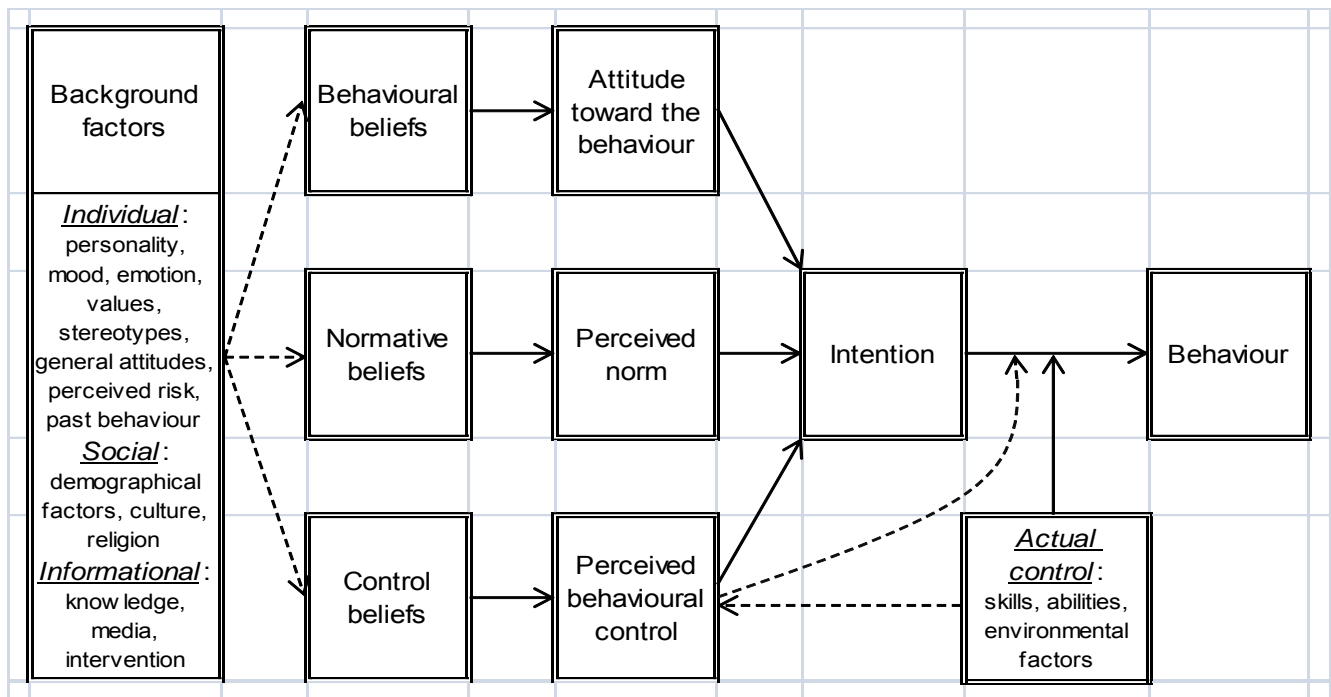 Background
factors
Individual:
personality,
mood, emotion,
values,
stereotypes,
general attitudes,
perceived risk,
past behaviour
Social:
demographical
factors, culture,
religion
Informational:
know ledge,
media,
intervention
Behavioural
beliefs
Attitude
toward the
behaviour
Normative
beliefs
Perceived
norm
Intention
Behaviour
Control
beliefs
Perceived
behavioural
control
Actual
control:
skills, abilities,
environmental
factors